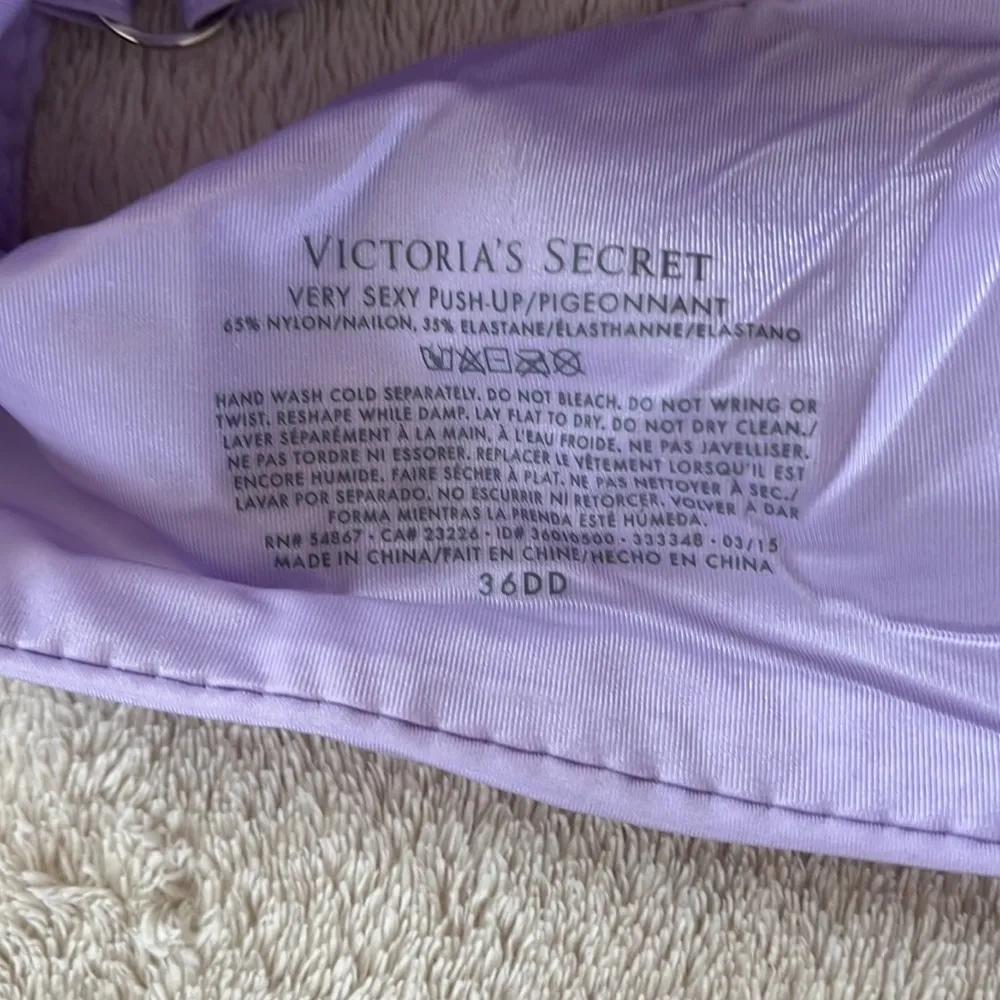 VICTORIA'S SECRET
VERY SEXY PUSH-UP/PIGEONNANT
65% NYLON/NAILON, 35% ELASTANE/ÉLASTHANNE/ELASTANO
HAND WASH COLD SEPARATELY. DO NOT BLEACH. DO NOT WRING OR
TWIST. RESHAPE WHILE DAMP. LAY FLAT TO DRY. DO NOT DRY CLEAN./
LAVER SÉPARÉMENT À LA MAIN, À L'EAU FROIDE. NE PAS JAVELLISER.
NE PAS TORDRE NI ESSORER. REPLACER LE VÊTEMENT LORSQU'IL EST
ENCORE HUMIDE. FAIRE SÉCHER À PLAT. NE PAS NETTOYER À SEC./
LAVAR POR SEPARADO. NO ESCURRIR NI RETORCER. VOLVER A DAR
FORMA MIENTRAS LA PRENDA ESTÉ HÚMEDA.
RN# 54867 • CA# 23226 • ID# 36010500 • 333348 • 03/15
MADE IN CHINA/FAIT EN CHINE/HECHO EN CHINA
36DD